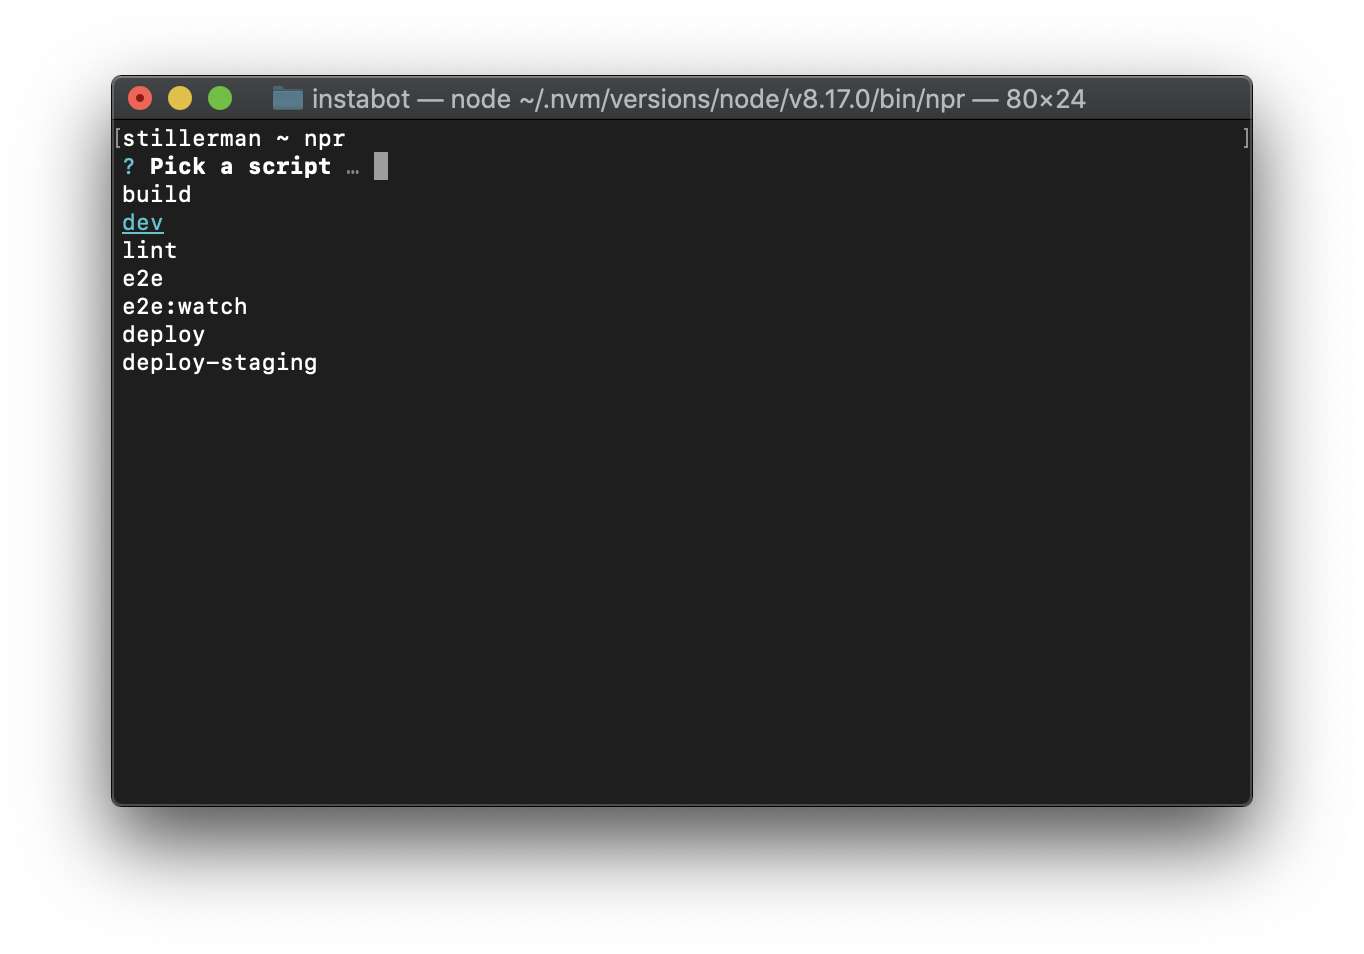 instabot — node ~/.nvm/versions/node/v8.17.0/bin/npr — 80×24
[stillerman ~ npr ]
? Pick a script …
build
dev
lint
e2e
e2e:watch
deploy
deploy-staging